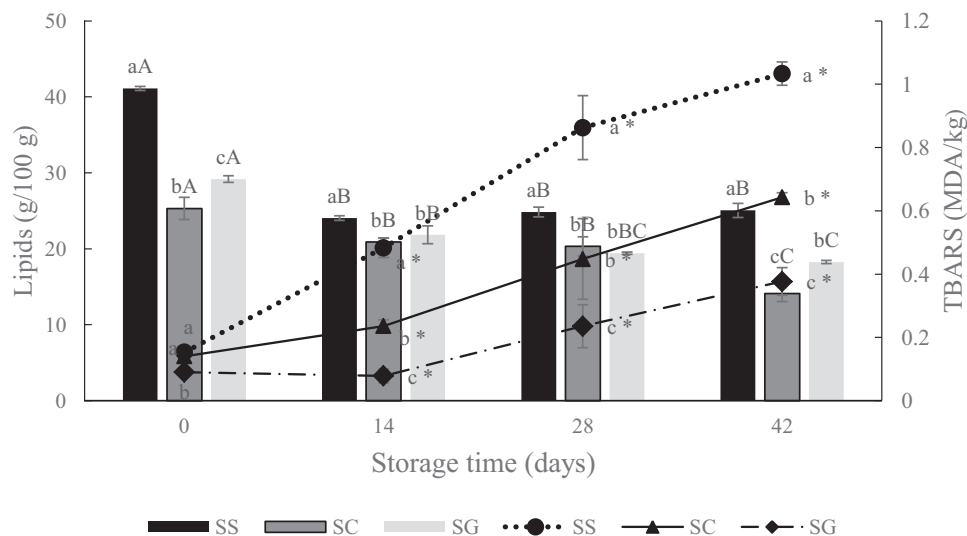 50
40
30
20
10
0
Lipids (g/100 g)
1.2
1
0.8
0.6
0.4
0.2
0
TBARS (MDA/kg)
aA
bA
cA
a
a
b
aB
bB
bB
a *
b *
c *
aB
bB
bBC
a *
b *
c *
aB
cC
bC
a *
b *
c *
0 14 28 42
Storage time (days)
SS SC SG SS SC SG